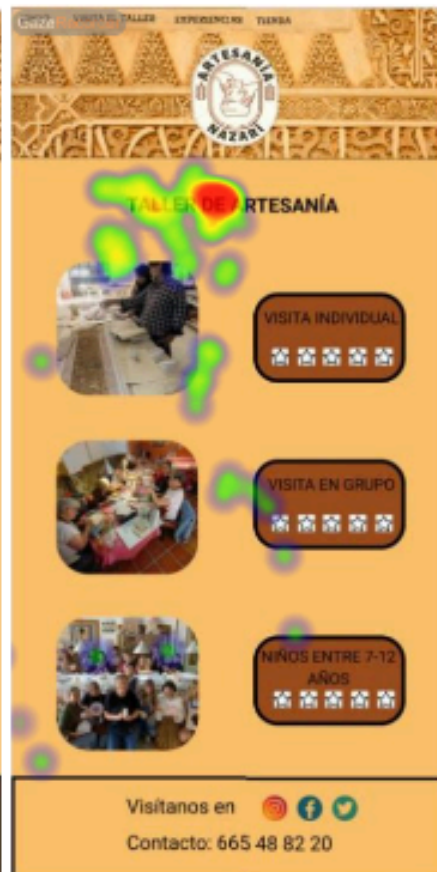 VISITA EL TALLER EXPERIENCIAS TIENDA
ARTESANÍA
NAZARÍ
TALLER DE ARTESANÍA
VISITA INDIVIDUAL
VISITA EN GRUPO
NIÑOS ENTRE 7-12
AÑOS
Visítanos en
Contacto: 665 48 82 20